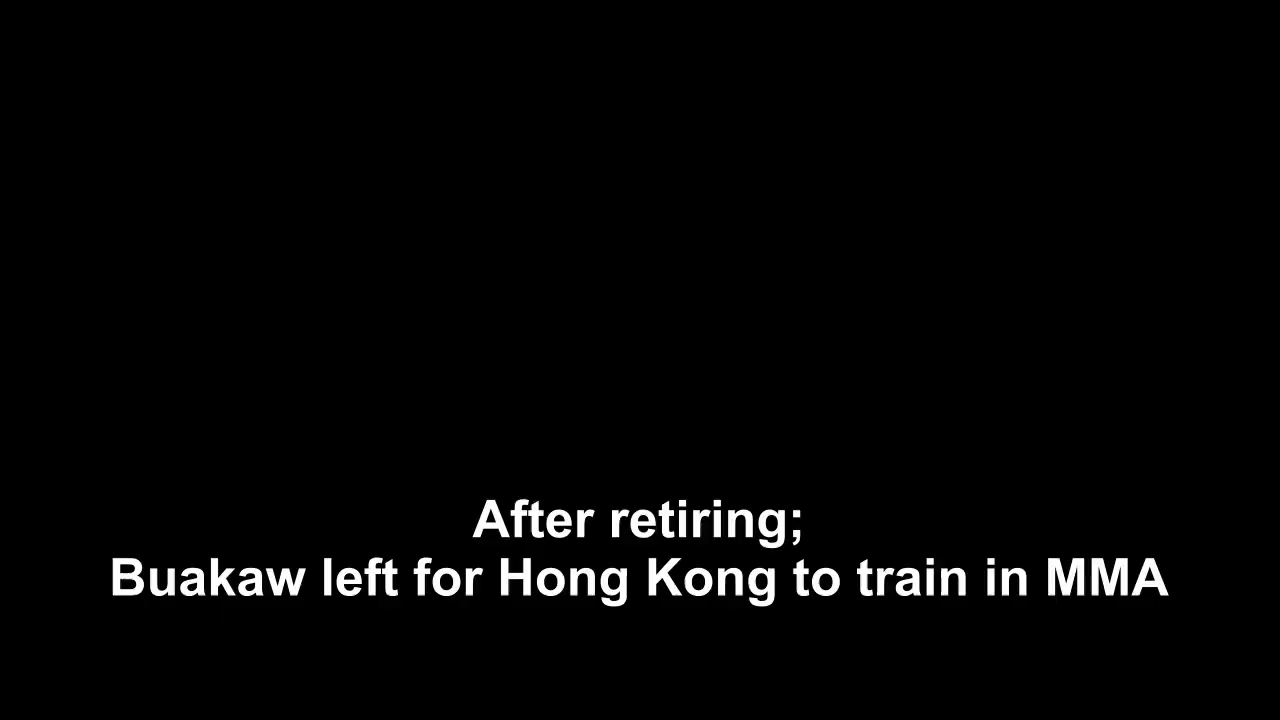 After retiring;
Buakaw left for Hong Kong to train in MMA